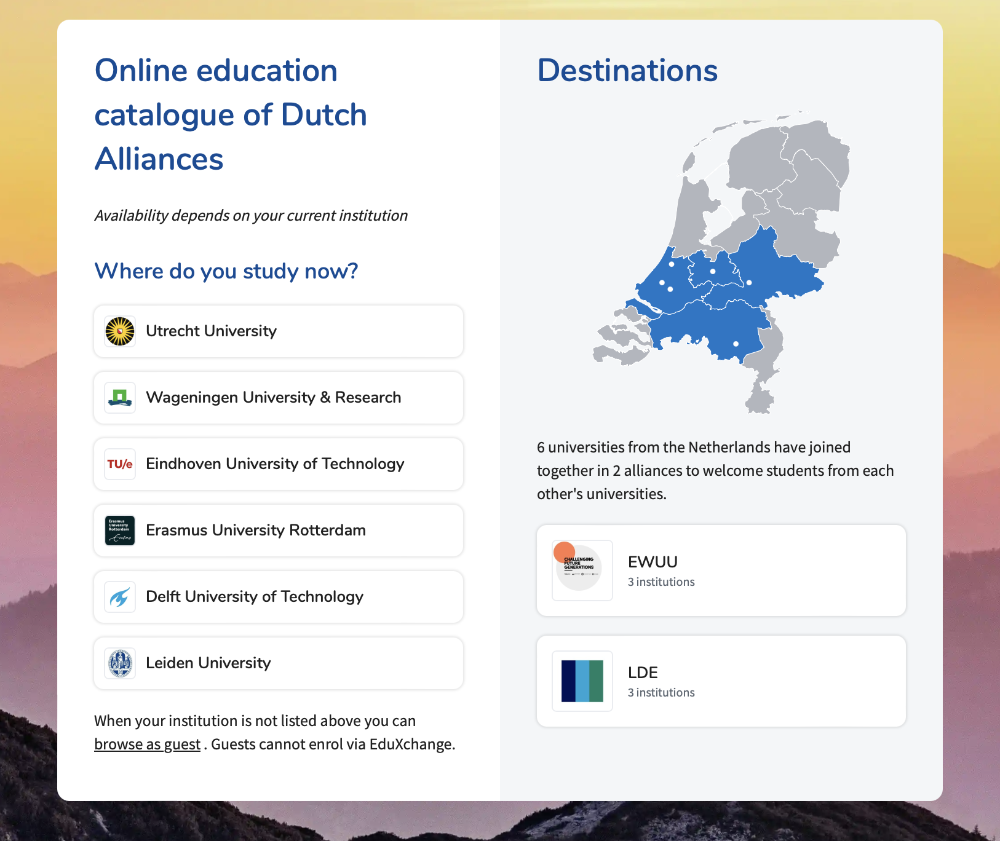 Online education
catalogue of Dutch
Alliances
Availability depends on your current institution
Where do you study now?
Utrecht University
Wageningen University & Research
TU/e
Eindhoven University of Technology
Erasmus
University
Rotterdam
Erasmus
Erasmus University Rotterdam
Delft University of Technology
Leiden University
When your institution is not listed above you can
browse as guest . Guests cannot enrol via EduXchange.
Destinations
6 universities from the Netherlands have joined
together in 2 alliances to welcome students from each
other's universities.
CHALLENGING
FUTURE
GENERATIONS
EWUU
3 institutions
LDE
3 institutions